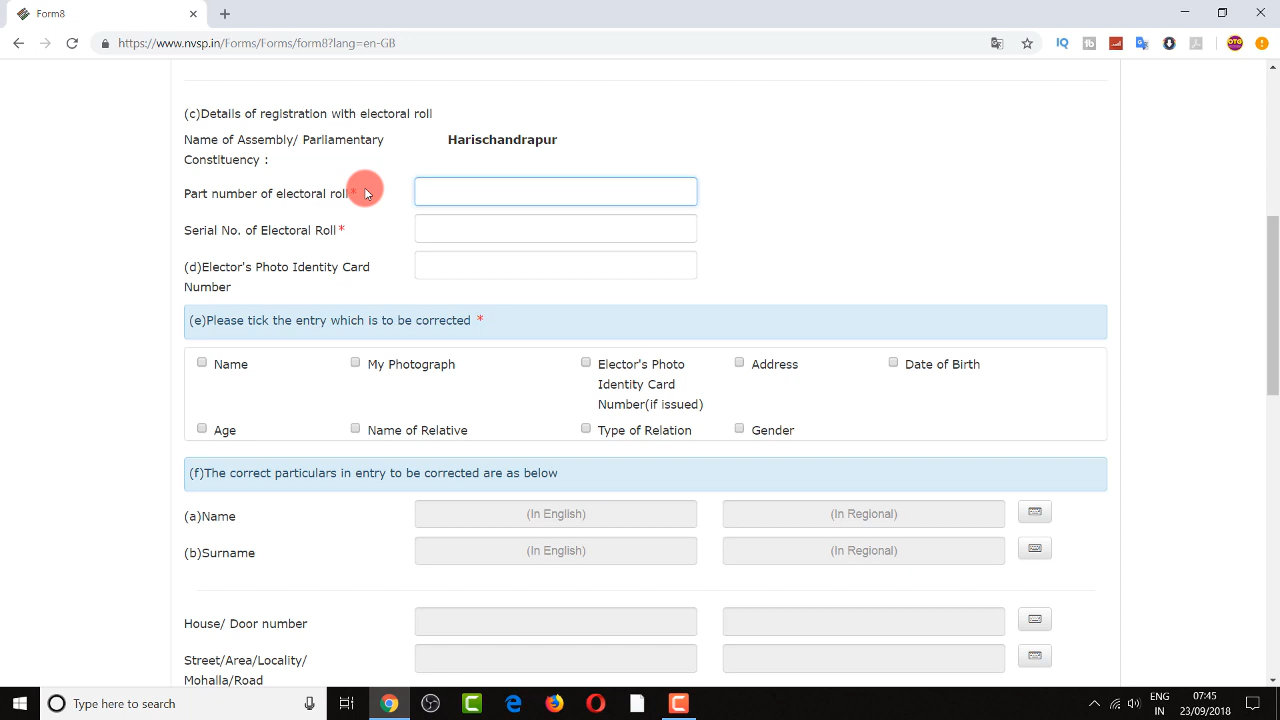 Form8
https://www.nvsp.in/Forms/Forms/form8?lang=en-GB
(c)Details of registration with electoral roll
Name of Assembly/ Parliamentary
Constituency :
Harischandrapur
Part number of electoral roll*
Serial No. of Electoral Roll*
(d)Elector's Photo Identity Card
Number
(e)Please tick the entry which is to be corrected *
Name
My Photograph
Elector's Photo
Identity Card
Number(if issued)
Address
Date of Birth
Age
Name of Relative
Type of Relation
Gender
(f)The correct particulars in entry to be corrected are as below
(a)Name (In English) (In Regional)
(b)Surname (In English) (In Regional)
House/ Door number
Street/Area/Locality/
Mohalla/Road
Type here to search
ENG 07:45
IN 23/09/2018